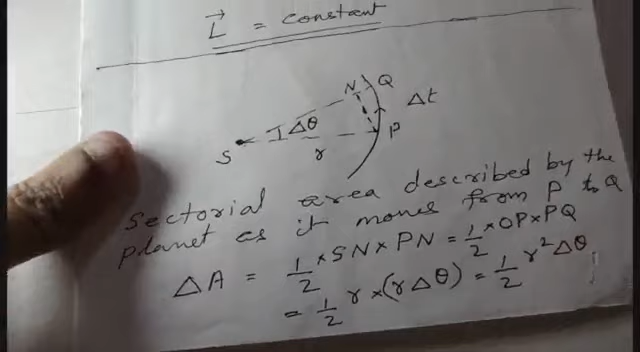 L⃗ = constant
N Q
Δt
Δθ
P
S
r
Sectorial area described by the
planet as it moves from P to Q
ΔA = 1/2 × SN × PN = 1/2 × OP × PQ
= 1/2 r × (r Δθ) = 1/2 r² Δθ